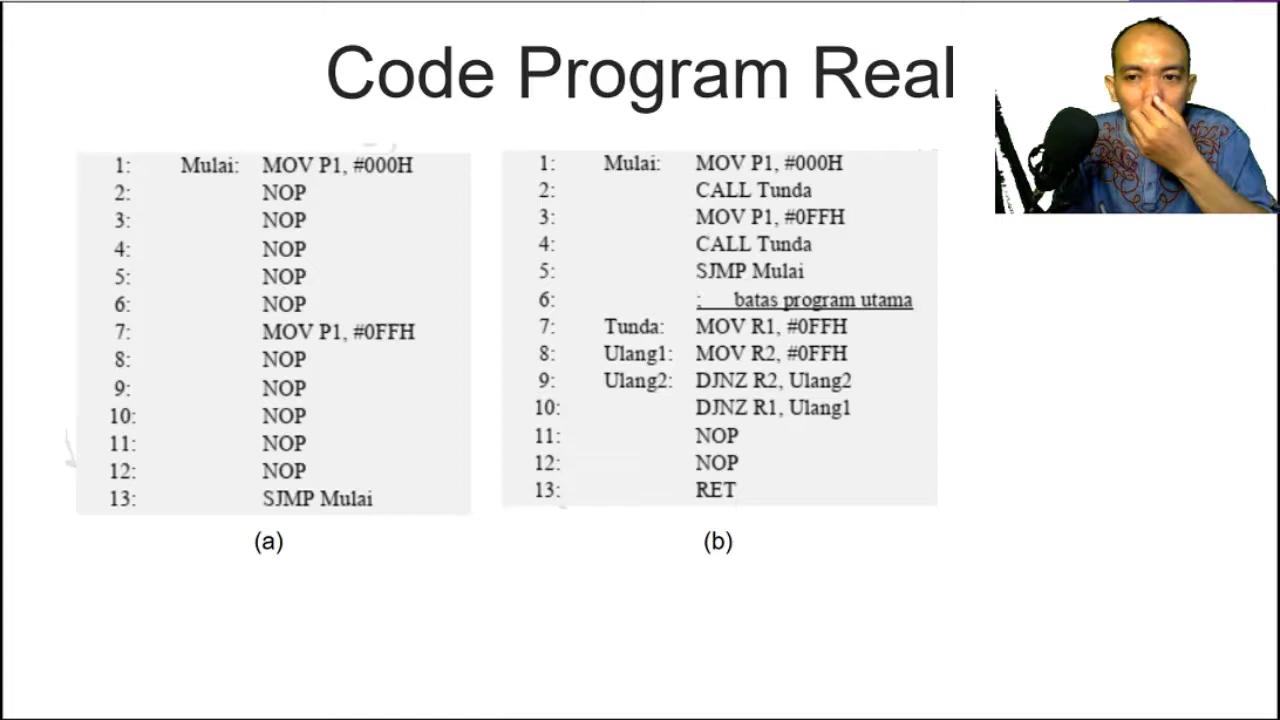 Code Program Real
1: Mulai: MOV P1, #000H
2: NOP
3: NOP
4: NOP
5: NOP
6: NOP
7: MOV P1, #0FFH
8: NOP
9: NOP
10: NOP
11: NOP
12: NOP
13: SJMP Mulai
(a)
1: Mulai: MOV P1, #000H
2: CALL Tunda
3: MOV P1, #0FFH
4: CALL Tunda
5: SJMP Mulai
6: ; batas program utama
7: Tunda: MOV R1, #0FFH
8: Ulang1: MOV R2, #0FFH
9: Ulang2: DJNZ R2, Ulang2
10: DJNZ R1, Ulang1
11: NOP
12: NOP
13: RET
(b)